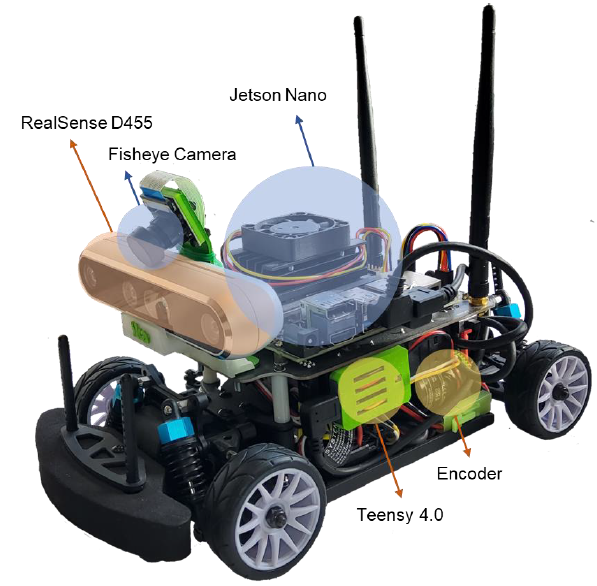 Jetson Nano
RealSense D455
Fisheye Camera
Encoder
Teensy 4.0